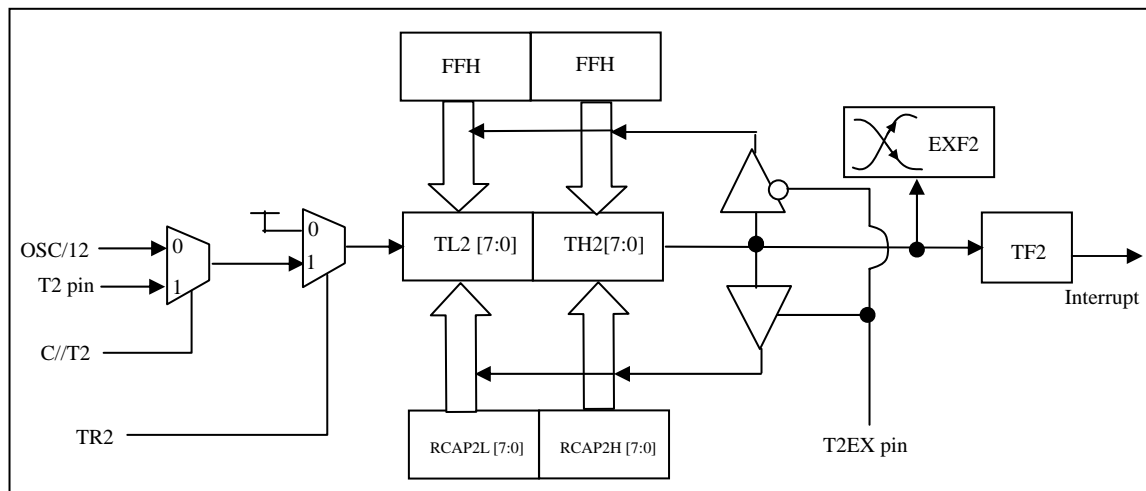 FFH FFH
EXF2
OSC/12
T2 pin
0
1
0
1
TL2 [7:0] TH2[7:0]
TF2
Interrupt
C//T2
TR2
RCAP2L [7:0] RCAP2H [7:0]
T2EX pin